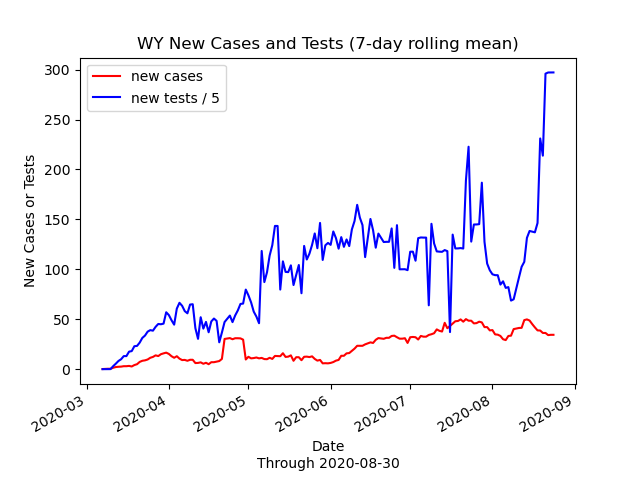 WY New Cases and Tests (7-day rolling mean)
new cases
new tests / 5
New Cases or Tests
300
250
200
150
100
50
0
2020-03
2020-04
2020-05
2020-06
2020-07
2020-08
2020-09
Date
Through 2020-08-30